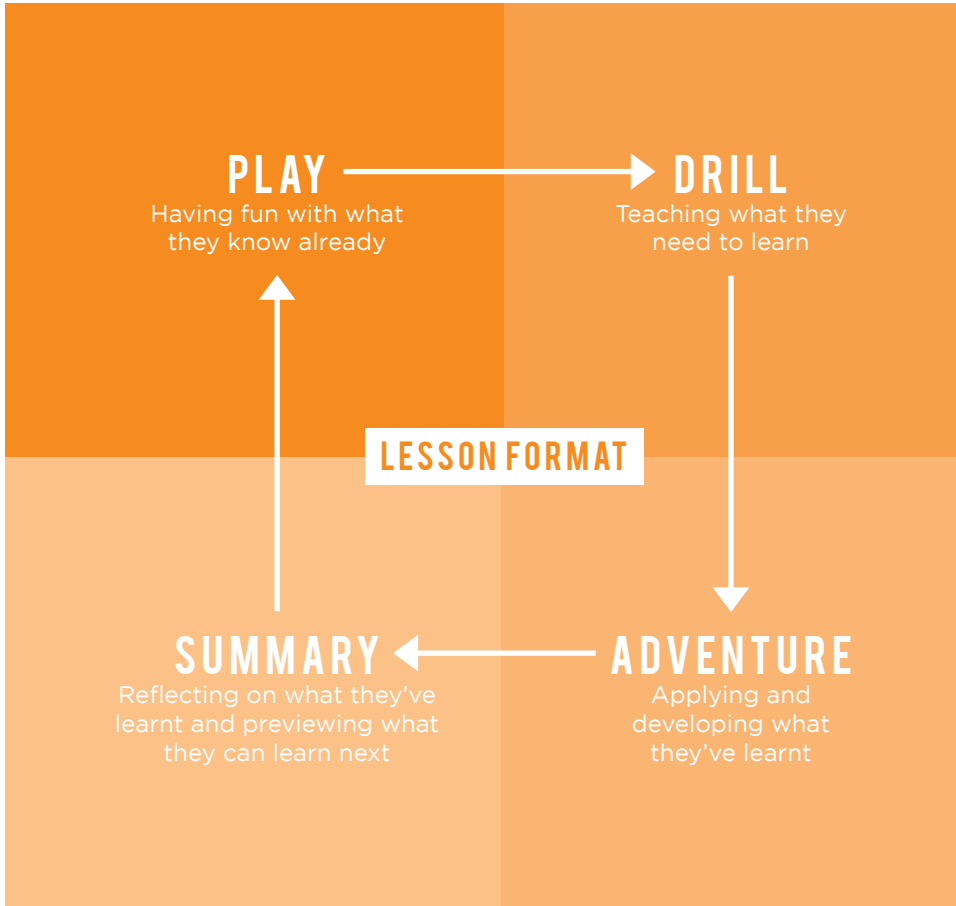 PLAY
Having fun with what
they know already
DRILL
Teaching what they
need to learn
LESSON FORMAT
SUMMARY
Reflecting on what they've
learnt and previewing what
they can learn next
ADVENTURE
Applying and
developing what
they've learnt